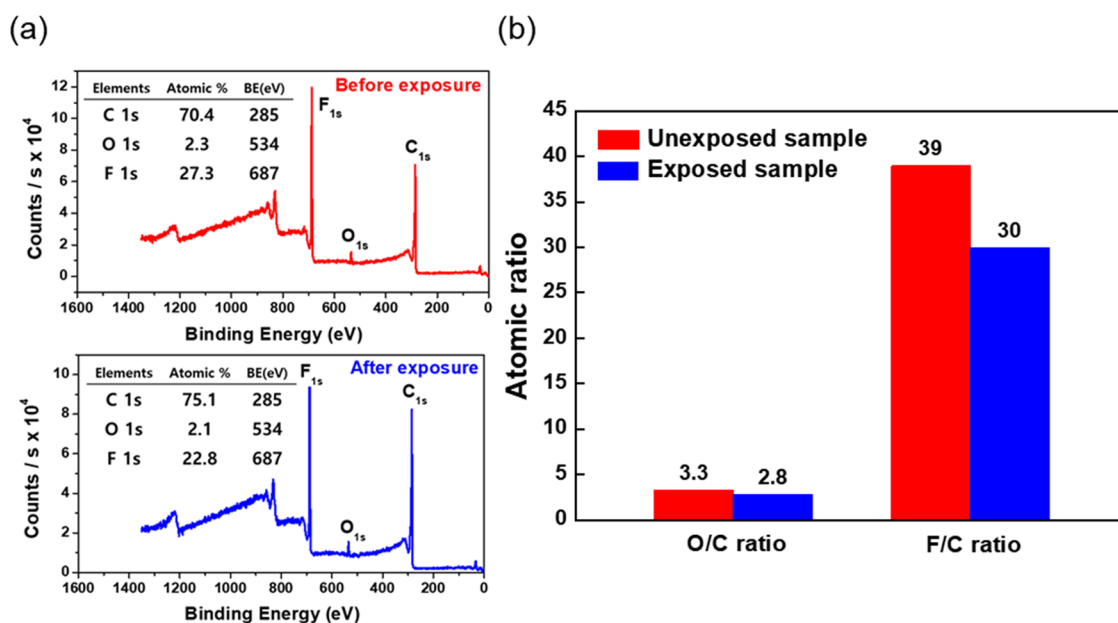 (a)
Elements Atomic % BE(eV)
C 1s 70.4 285
O 1s 2.3 534
F 1s 27.3 687
Before exposure
F1s
C1s
O1s
12
10
8
6
4
2
0
Counts / s x 10^4
1600 1400 1200 1000 800 600 400 200 0
Binding Energy (eV)
Elements Atomic % BE(eV)
C 1s 75.1 285
O 1s 2.1 534
F 1s 22.8 687
After exposure
F1s
C1s
O1s
10
8
6
4
2
0
Counts / s x 10^4
1600 1400 1200 1000 800 600 400 200 0
Binding Energy (eV)
(b)
Unexposed sample
Exposed sample
45
40
35
30
25
20
15
10
5
0
Atomic ratio
3.3
2.8
39
30
O/C ratio
F/C ratio